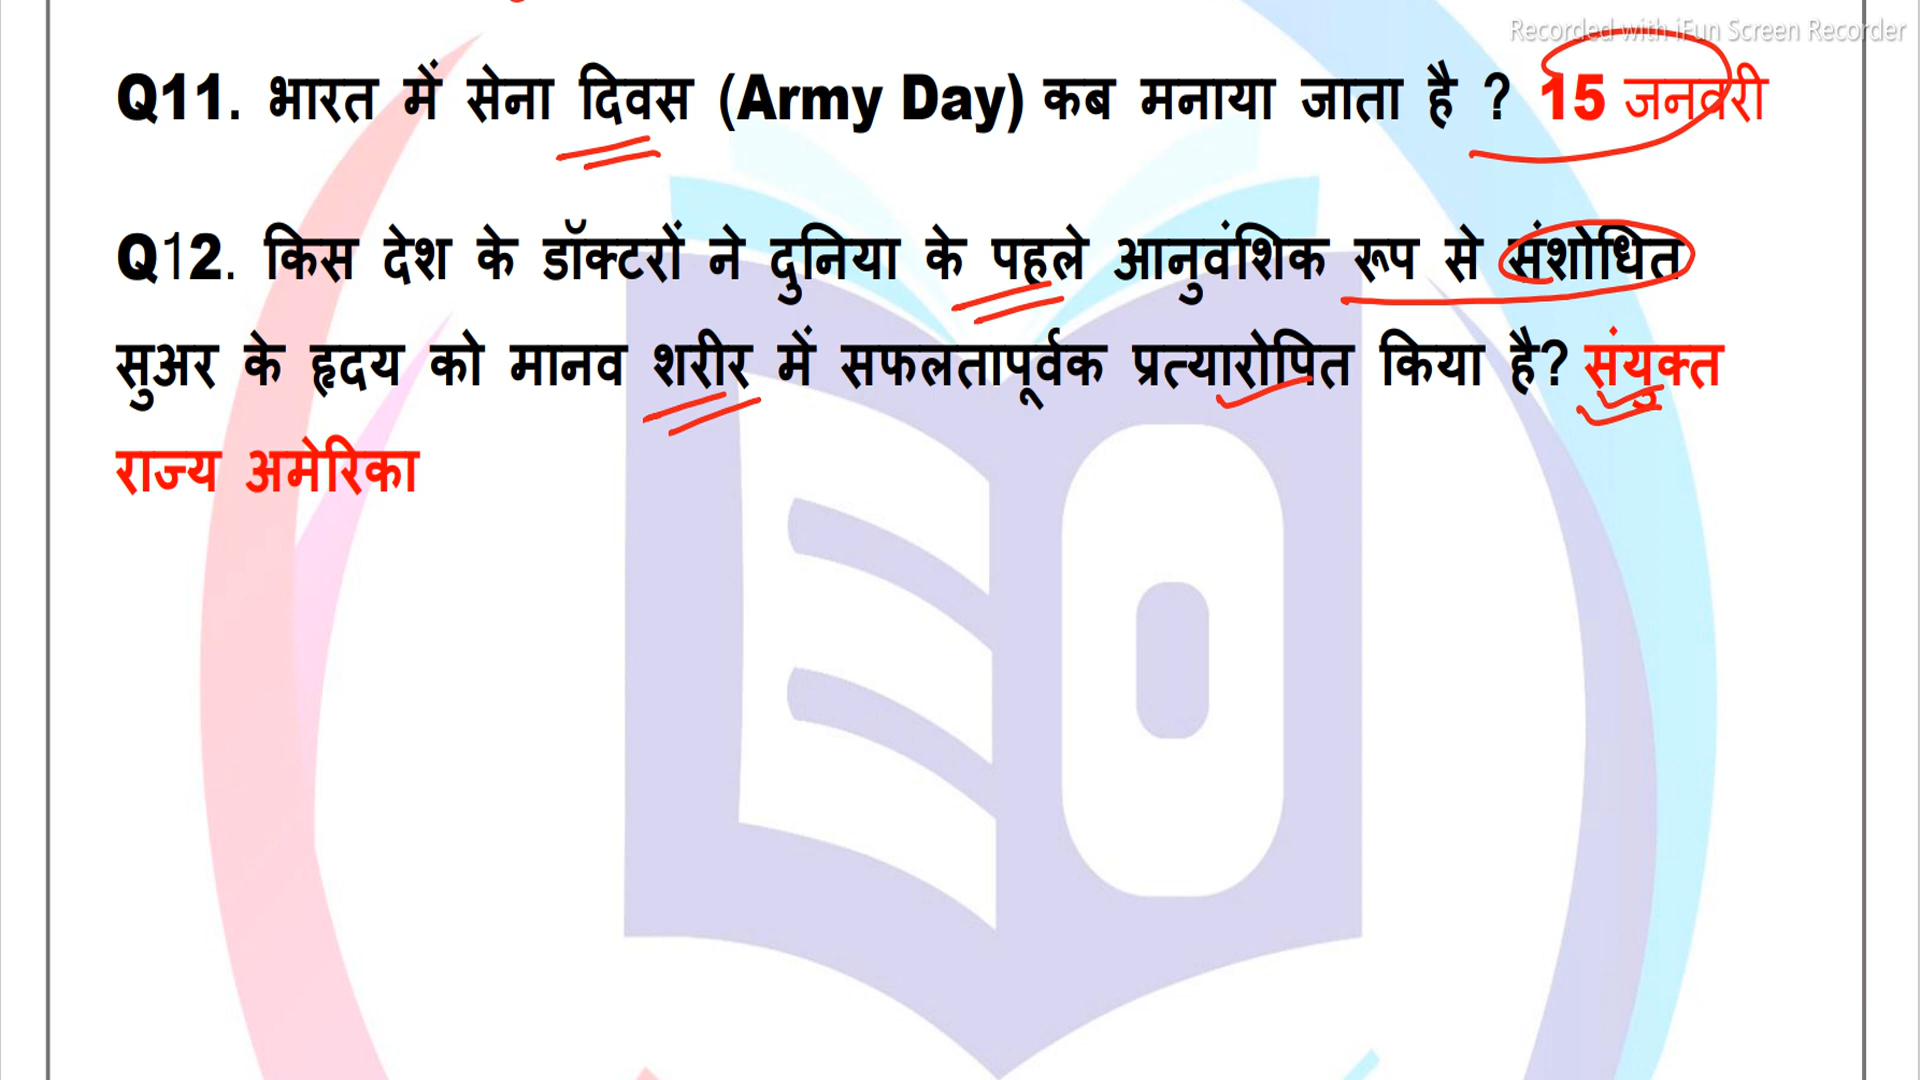 Recorded with iFun Screen Recorder
Q11. भारत में सेना दिवस (Army Day) कब मनाया जाता है ? 15 जनवरी
Q12. किस देश के डॉक्टरों ने दुनिया के पहले आनुवंशिक रूप से संशोधित
सुअर के हृदय को मानव शरीर में सफलतापूर्वक प्रत्यारोपित किया है? संयुक्त
राज्य अमेरिका